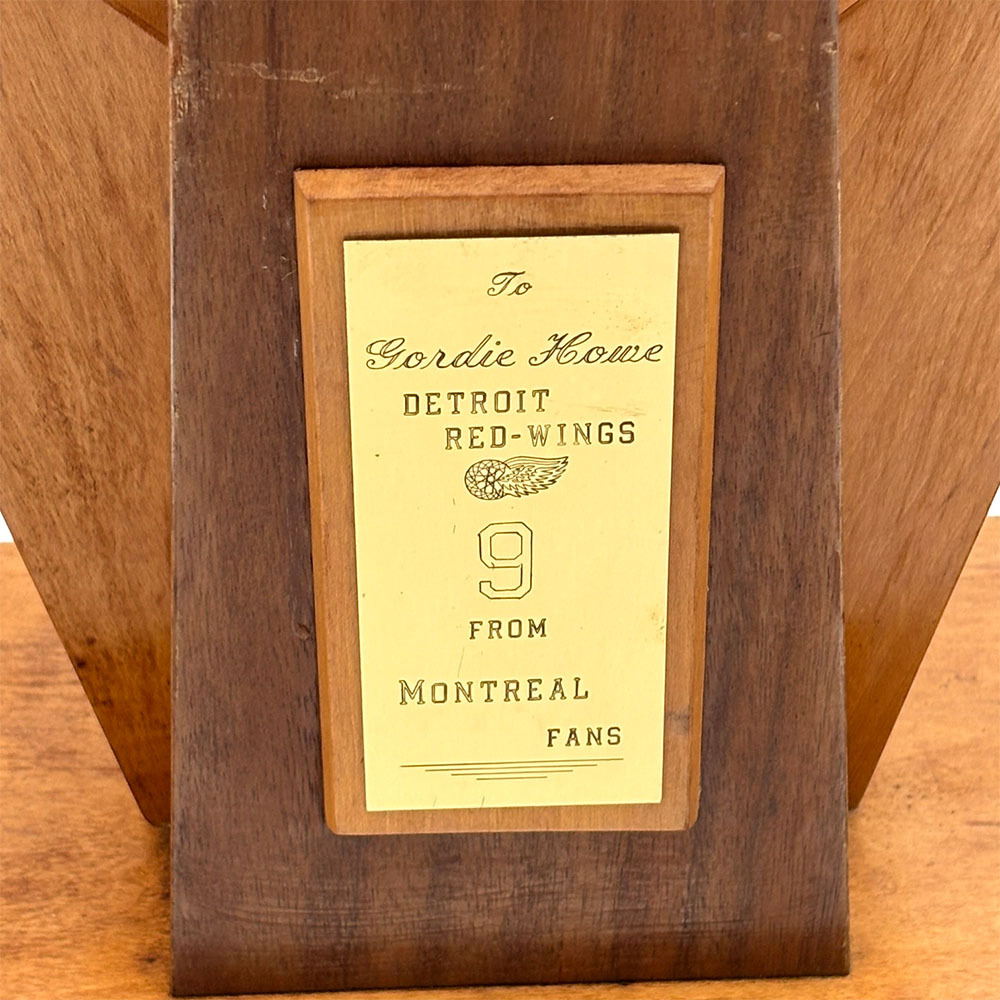 To
Gordie Howe
DETROIT
RED-WINGS
9
FROM
MONTREAL
FANS